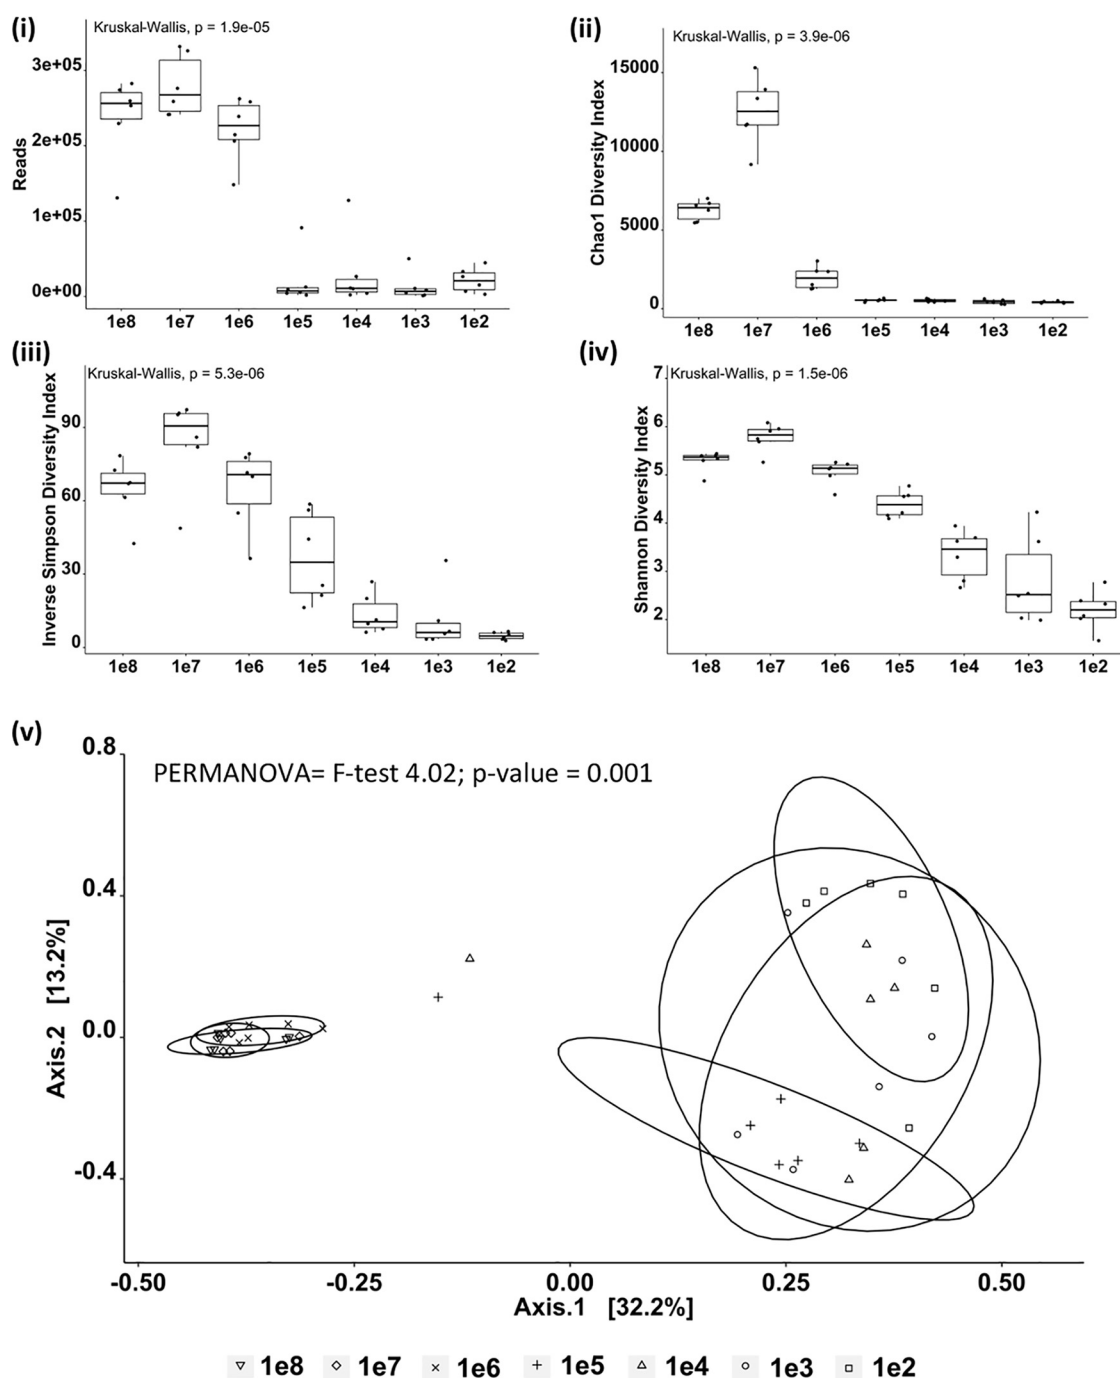 (i)
Kruskal-Wallis, p = 1.9e-05
Reads
3e+05
2e+05
1e+05
0e+00
1e8 1e7 1e6 1e5 1e4 1e3 1e2
(ii)
Kruskal-Wallis, p = 3.9e-06
Chao1 Diversity Index
15000
10000
5000
0
1e8 1e7 1e6 1e5 1e4 1e3 1e2
(iii)
Kruskal-Wallis, p = 5.3e-06
Inverse Simpson Diversity Index
90
60
30
0
1e8 1e7 1e6 1e5 1e4 1e3 1e2
(iv)
Kruskal-Wallis, p = 1.5e-06
Shannon Diversity Index
7
6
5
4
3
2
1e8 1e7 1e6 1e5 1e4 1e3 1e2
(v)
PERMANOVA= F-test 4.02; p-value = 0.001
Axis.2 [13.2%]
0.8
0.4
0.0
-0.4
-0.50 -0.25 0.00 0.25 0.50
Axis.1 [32.2%]
1e8 1e7 1e6 1e5 1e4 1e3 1e2